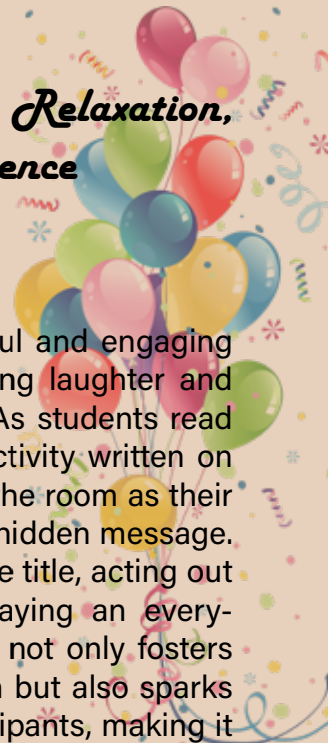 Relaxation,
ence
ul and engaging
ng laughter and
As students read
ctivity written on
he room as their
hidden message.
e title, acting out
aying an every-
not only fosters
but also sparks
ipants, making it